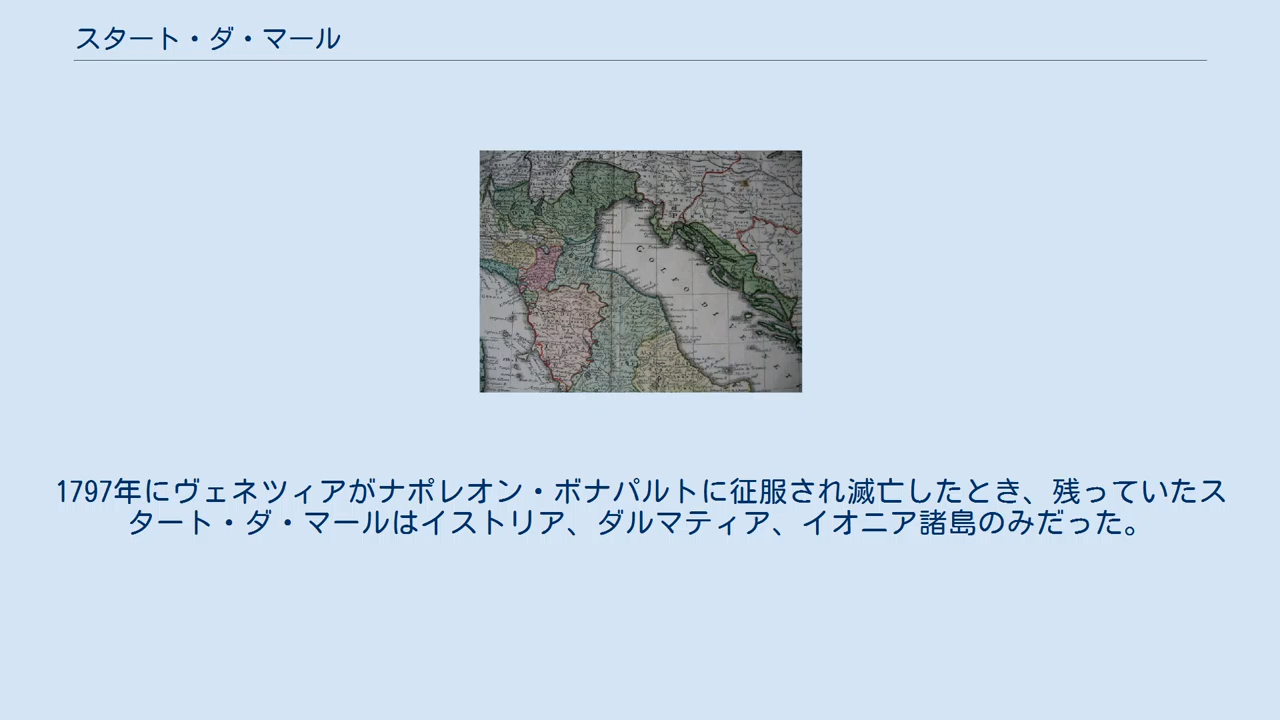 スタート・ダ・マール
G O L F O D I
1797年にヴェネツィアがナポレオン・ボナパルトに征服され滅亡したとき、残っていたス
タート・ダ・マールはイストリア、ダルマティア、イオニア諸島のみだった。